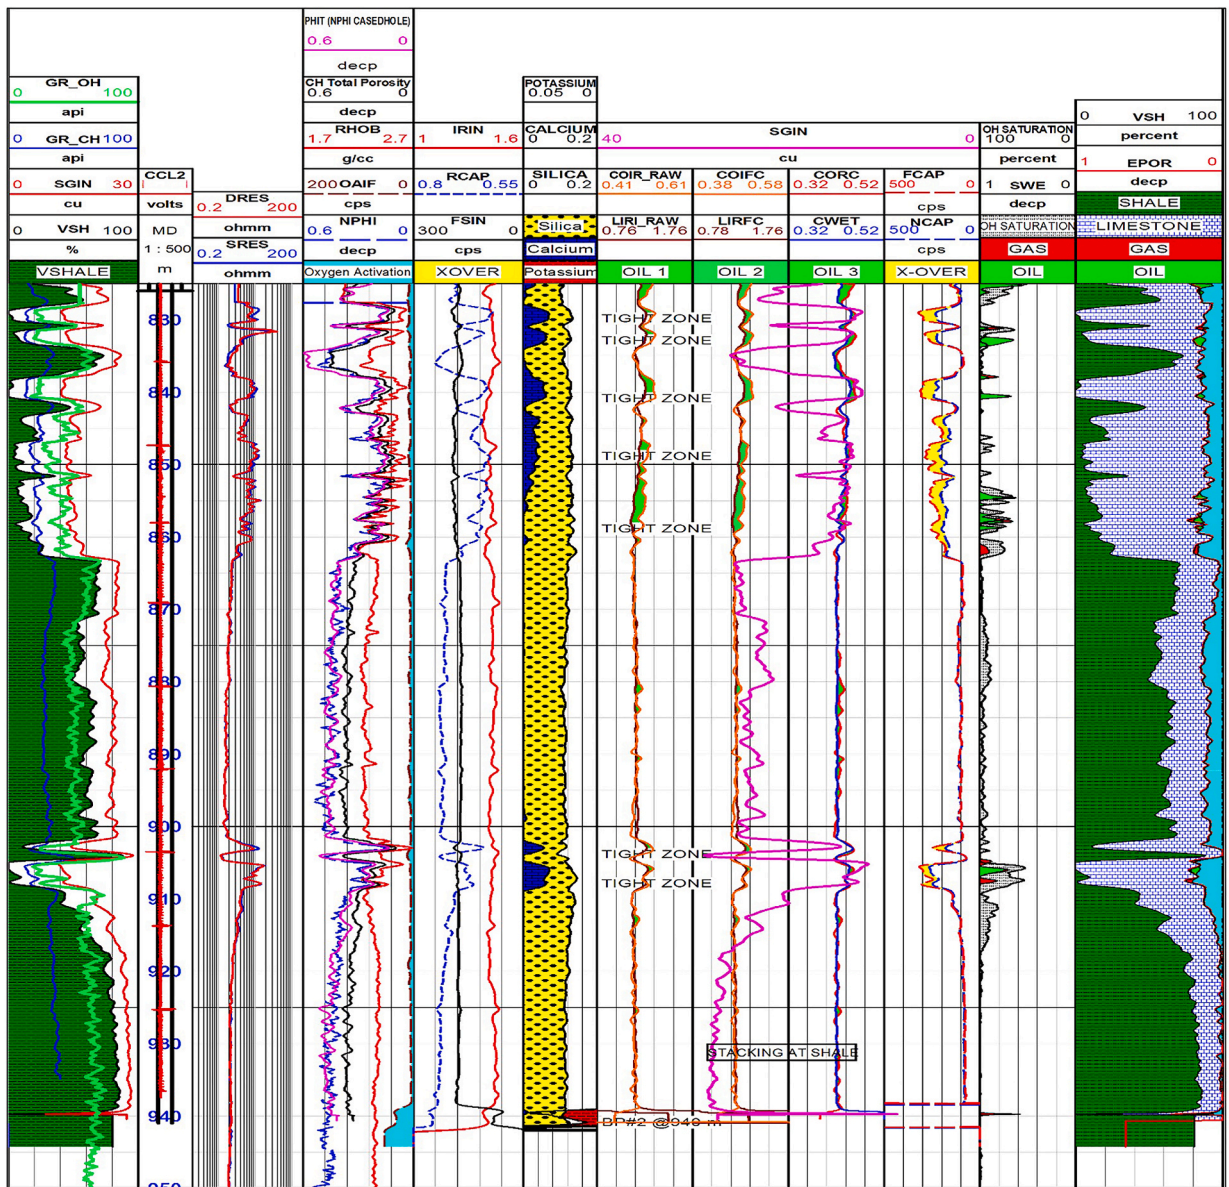 PHIT (NPHI CASEDHOLE)
0.6 0
decp
GR_OH
0 100
api
CH Total Porosity
0.6 0
decp
POTASSIUM
0.05 0
0 VSH 100
percent
0 GR_CH 100
api
RHOB
1.7 2.7
g/cc
IRIN
1 1.6
CALCIUM
0 0.2
SGIN
40 0
cu
OH SATURATION
100 0
percent
1 EPOR 0
decp
0 SGIN 30
cu
CCL2
volts
DRES
0.2 200
ohmm
200 OAIF 0
cps
RCAP
0.8 0.55
SILICA
0 0.2
COIR_RAW
0.41 0.61
COIFC
0.38 0.58
CORC
0.32 0.52
FCAP
500 0
cps
1 SWE 0
decp
SHALE
0 VSH 100
%
MD
1 : 500
m
SRES
0.2 200
ohmm
NPHI
0.6 0
decp
FSIN
300 0
cps
Silica
Calcium
LIRI_RAW
0.76 1.76
LIRFC
0.78 1.76
CWET
0.32 0.52
NCAP
500 0
cps
OH SATURATION
GAS
LIMESTONE
GAS
VSHALE
Oxygen Activation
XOVER
Potassium
OIL 1
OIL 2
OIL 3
X-OVER
OIL
OIL
830
TIGHT ZONE
TIGHT ZONE
840
TIGHT ZONE
TIGHT ZONE
850
TIGHT ZONE
860
870
880
890
900
TIGHT ZONE
TIGHT ZONE
910
920
930
STACKING AT SHALE
940
BP#2 @940 m
850